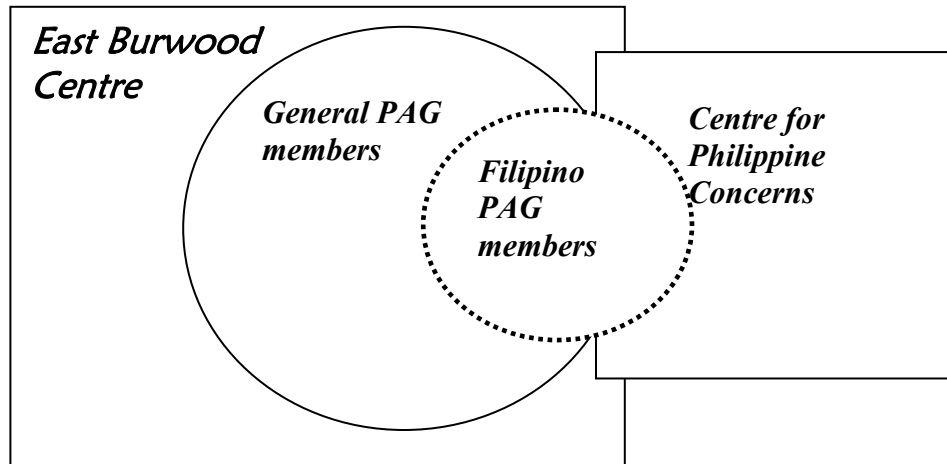 East Burwood
Centre
General PAG
members
Filipino
PAG
members
Centre for
Philippine
Concerns